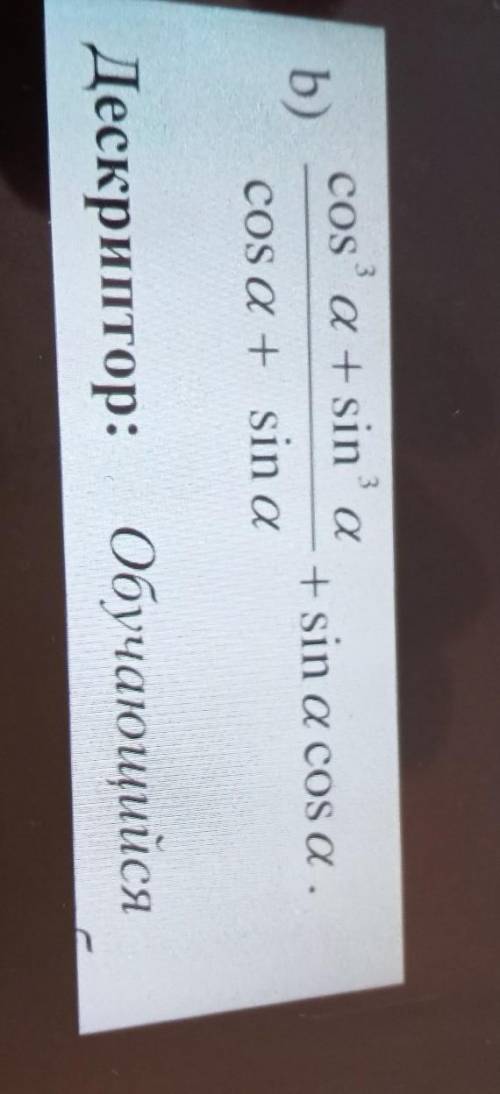 b) (cos³ α + sin³ α) / (cos α + sin α) + sin α cos α.
Дескриптор: Обучающийся